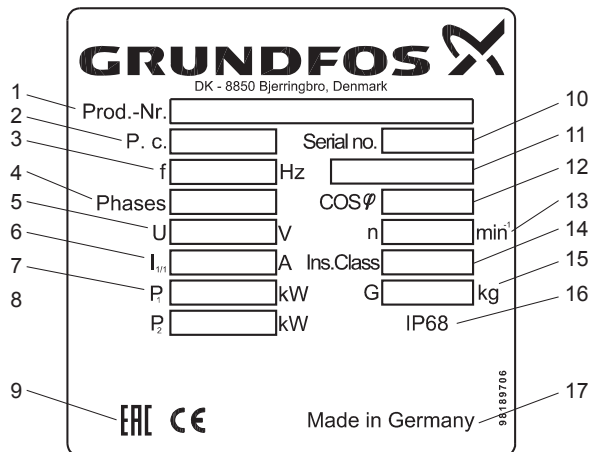 GRUNDFOS
DK - 8850 Bjerringbro, Denmark
1 Prod.-Nr.
2 P. c. Serial no. 10
3 f Hz 11
4 Phases COSφ 12
5 U V n min⁻¹ 13
6 I1/1 A Ins.Class 14
7 P1 kW G kg 15
8 P2 kW IP68 16
9 EAC CE Made in Germany 17
98189706